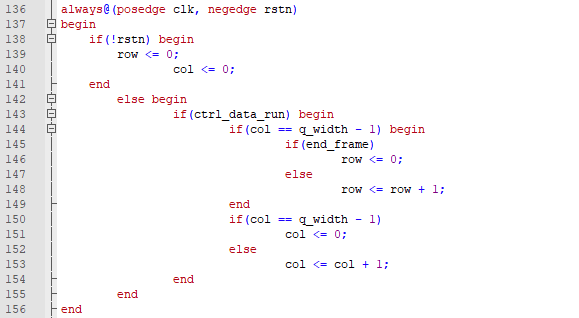 136 always@(posedge clk, negedge rstn)
137 begin
138 if(!rstn) begin
139 row <= 0;
140 col <= 0;
141 end
142 else begin
143 if(ctrl_data_run) begin
144 if(col == q_width - 1) begin
145 if(end_frame)
146 row <= 0;
147 else
148 row <= row + 1;
149 end
150 if(col == q_width - 1)
151 col <= 0;
152 else
153 col <= col + 1;
154 end
155 end
156 end